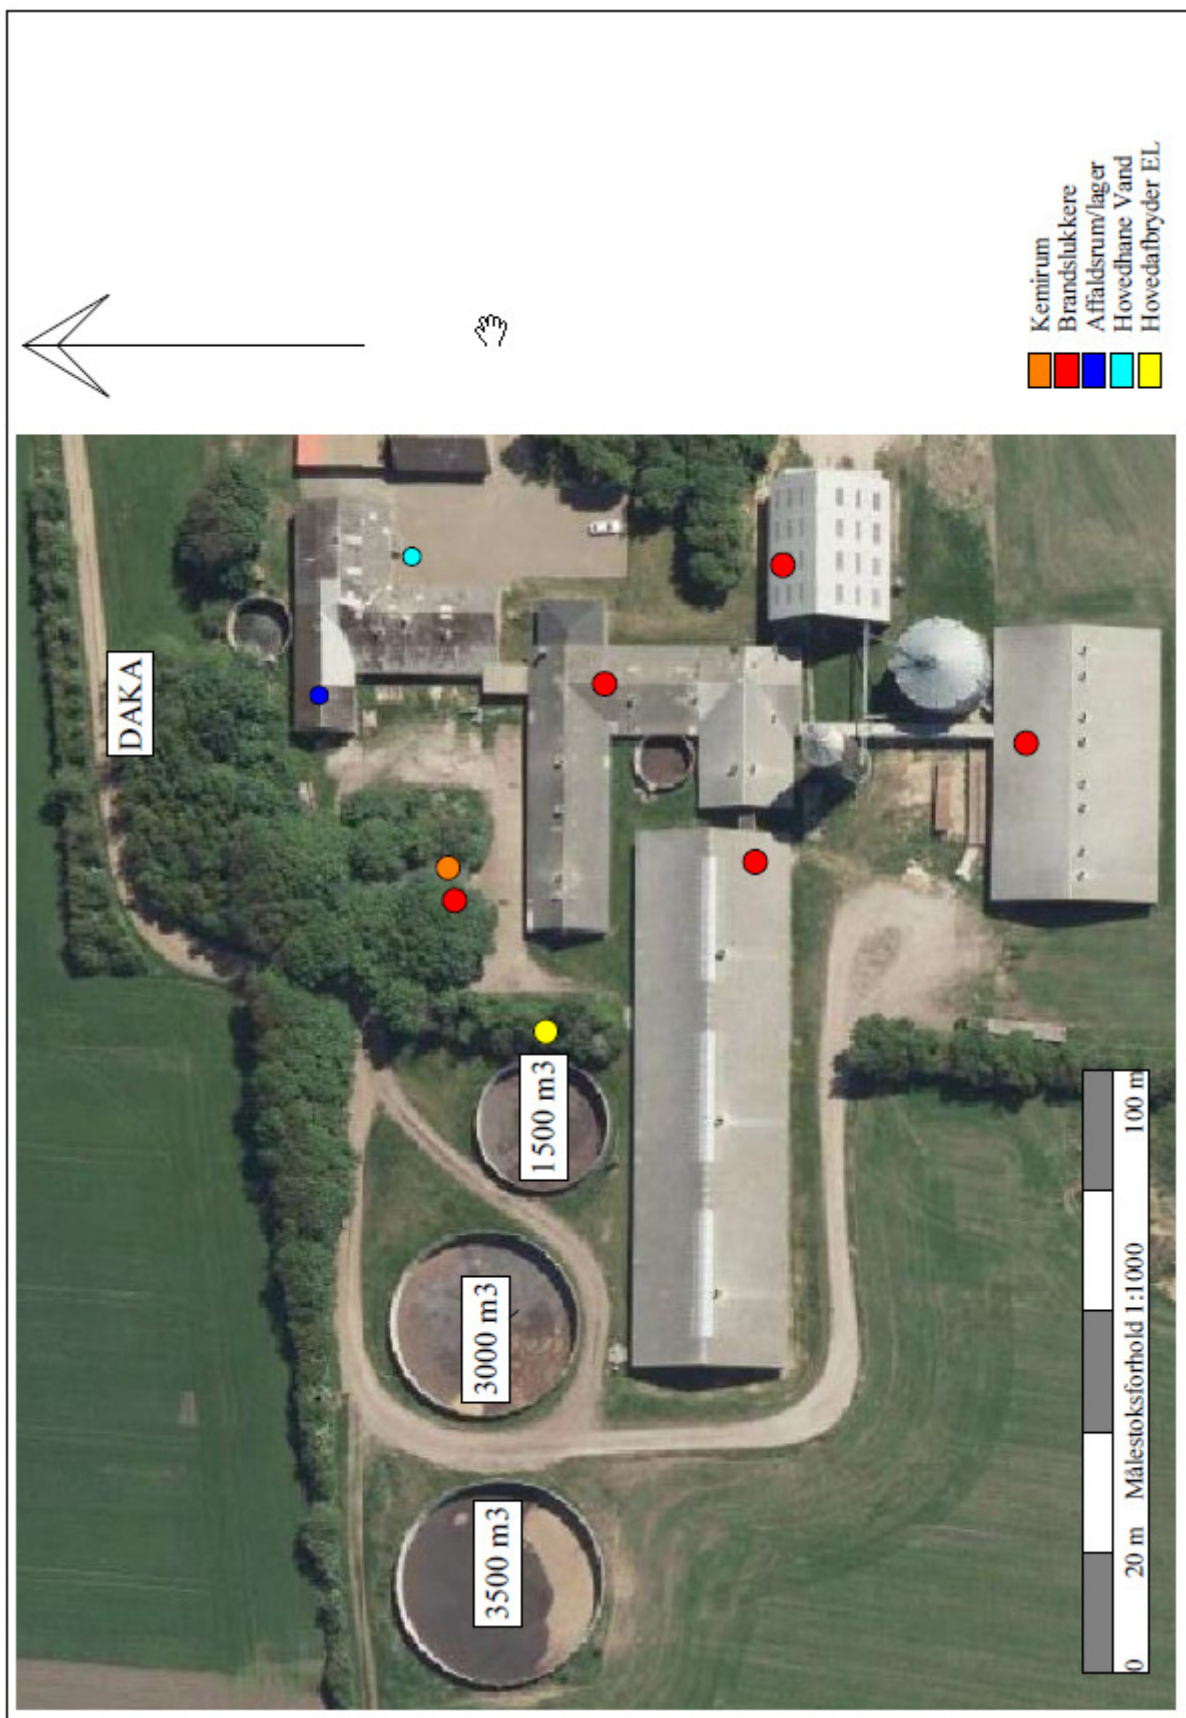 DAKA
3500 m3
3000 m3
1500 m3
Kemirum
Brandslukkere
Affaldsrum/lager
Hovedhane Vand
Hovedafbryder EL
0 20 m Målestoksforhold 1:1000 100 m